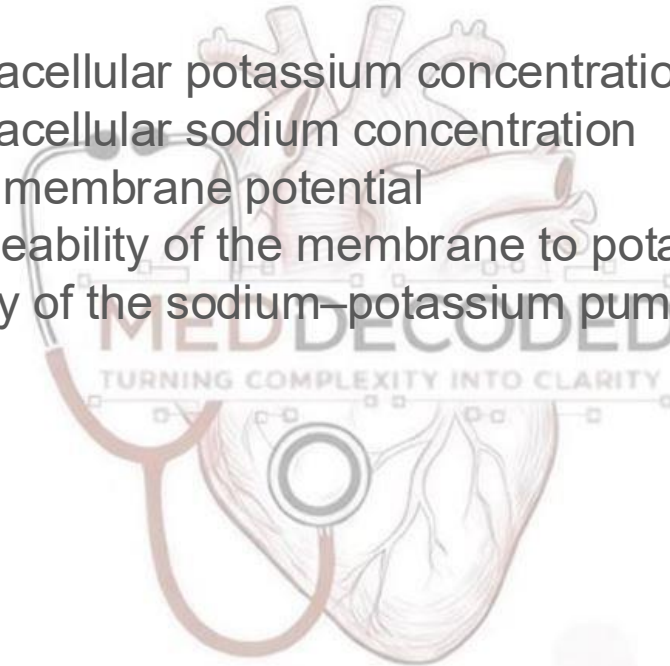 acellular potassium concentratio
acellular sodium concentration
membrane potential
eability of the membrane to pota
y of the sodium–potassium pum
MEDDECODED
TURNING COMPLEXITY INTO CLARITY